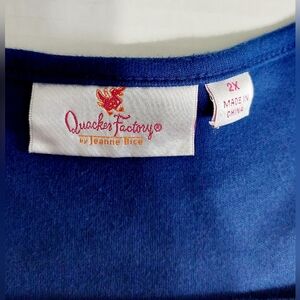 Quacker Factory®
by Jeanne Bice
2X
MADE IN
CHINA